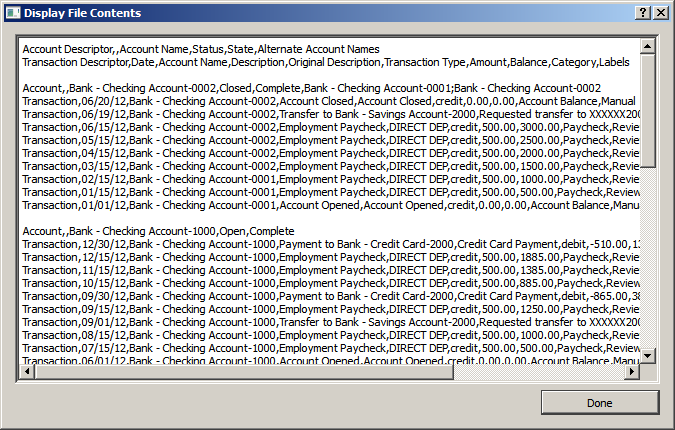 Display File Contents
Account Descriptor,,Account Name,Status,State,Alternate Account Names
Transaction Descriptor,Date,Account Name,Description,Original Description,Transaction Type,Amount,Balance,Category,Labels
Account,,Bank - Checking Account-0002,Closed,Complete,Bank - Checking Account-0001;Bank - Checking Account-0002
Transaction,06/20/12,Bank - Checking Account-0002,Account Closed,Account Closed,credit,0.00,0.00,Account Balance,Manual
Transaction,06/19/12,Bank - Checking Account-0002,Transfer to Bank - Savings Account-2000,Requested transfer to XXXXXX200
Transaction,06/15/12,Bank - Checking Account-0002,Employment Paycheck,DIRECT DEP,credit,500.00,3000.00,Paycheck,Revie
Transaction,05/15/12,Bank - Checking Account-0002,Employment Paycheck,DIRECT DEP,credit,500.00,2500.00,Paycheck,Revie
Transaction,04/15/12,Bank - Checking Account-0002,Employment Paycheck,DIRECT DEP,credit,500.00,2000.00,Paycheck,Revie
Transaction,03/15/12,Bank - Checking Account-0002,Employment Paycheck,DIRECT DEP,credit,500.00,1500.00,Paycheck,Revie
Transaction,02/15/12,Bank - Checking Account-0001,Employment Paycheck,DIRECT DEP,credit,500.00,1000.00,Paycheck,Revie
Transaction,01/15/12,Bank - Checking Account-0001,Employment Paycheck,DIRECT DEP,credit,500.00,500.00,Paycheck,Review
Transaction,01/01/12,Bank - Checking Account-0001,Account Opened,Account Opened,credit,0.00,0.00,Account Balance,Manu
Account,,Bank - Checking Account-1000,Open,Complete
Transaction,12/30/12,Bank - Checking Account-1000,Payment to Bank - Credit Card-2000,Credit Card Payment,debit,-510.00,13
Transaction,12/15/12,Bank - Checking Account-1000,Employment Paycheck,DIRECT DEP,credit,500.00,1885.00,Paycheck,Revie
Transaction,11/15/12,Bank - Checking Account-1000,Employment Paycheck,DIRECT DEP,credit,500.00,1385.00,Paycheck,Revie
Transaction,10/15/12,Bank - Checking Account-1000,Employment Paycheck,DIRECT DEP,credit,500.00,885.00,Paycheck,Review
Transaction,09/30/12,Bank - Checking Account-1000,Payment to Bank - Credit Card-2000,Credit Card Payment,debit,-865.00,38
Transaction,09/15/12,Bank - Checking Account-1000,Employment Paycheck,DIRECT DEP,credit,500.00,1250.00,Paycheck,Revie
Transaction,09/01/12,Bank - Checking Account-1000,Transfer to Bank - Savings Account-2000,Requested transfer to XXXXXX200
Transaction,08/15/12,Bank - Checking Account-1000,Employment Paycheck,DIRECT DEP,credit,500.00,1000.00,Paycheck,Revie
Transaction,07/15/12,Bank - Checking Account-1000,Employment Paycheck,DIRECT DEP,credit,500.00,500.00,Paycheck,Review
Transaction,06/01/12,Bank - Checking Account-1000,Account Opened,Account Opened,credit,0.00,0.00,Account Balance,Manu
Done